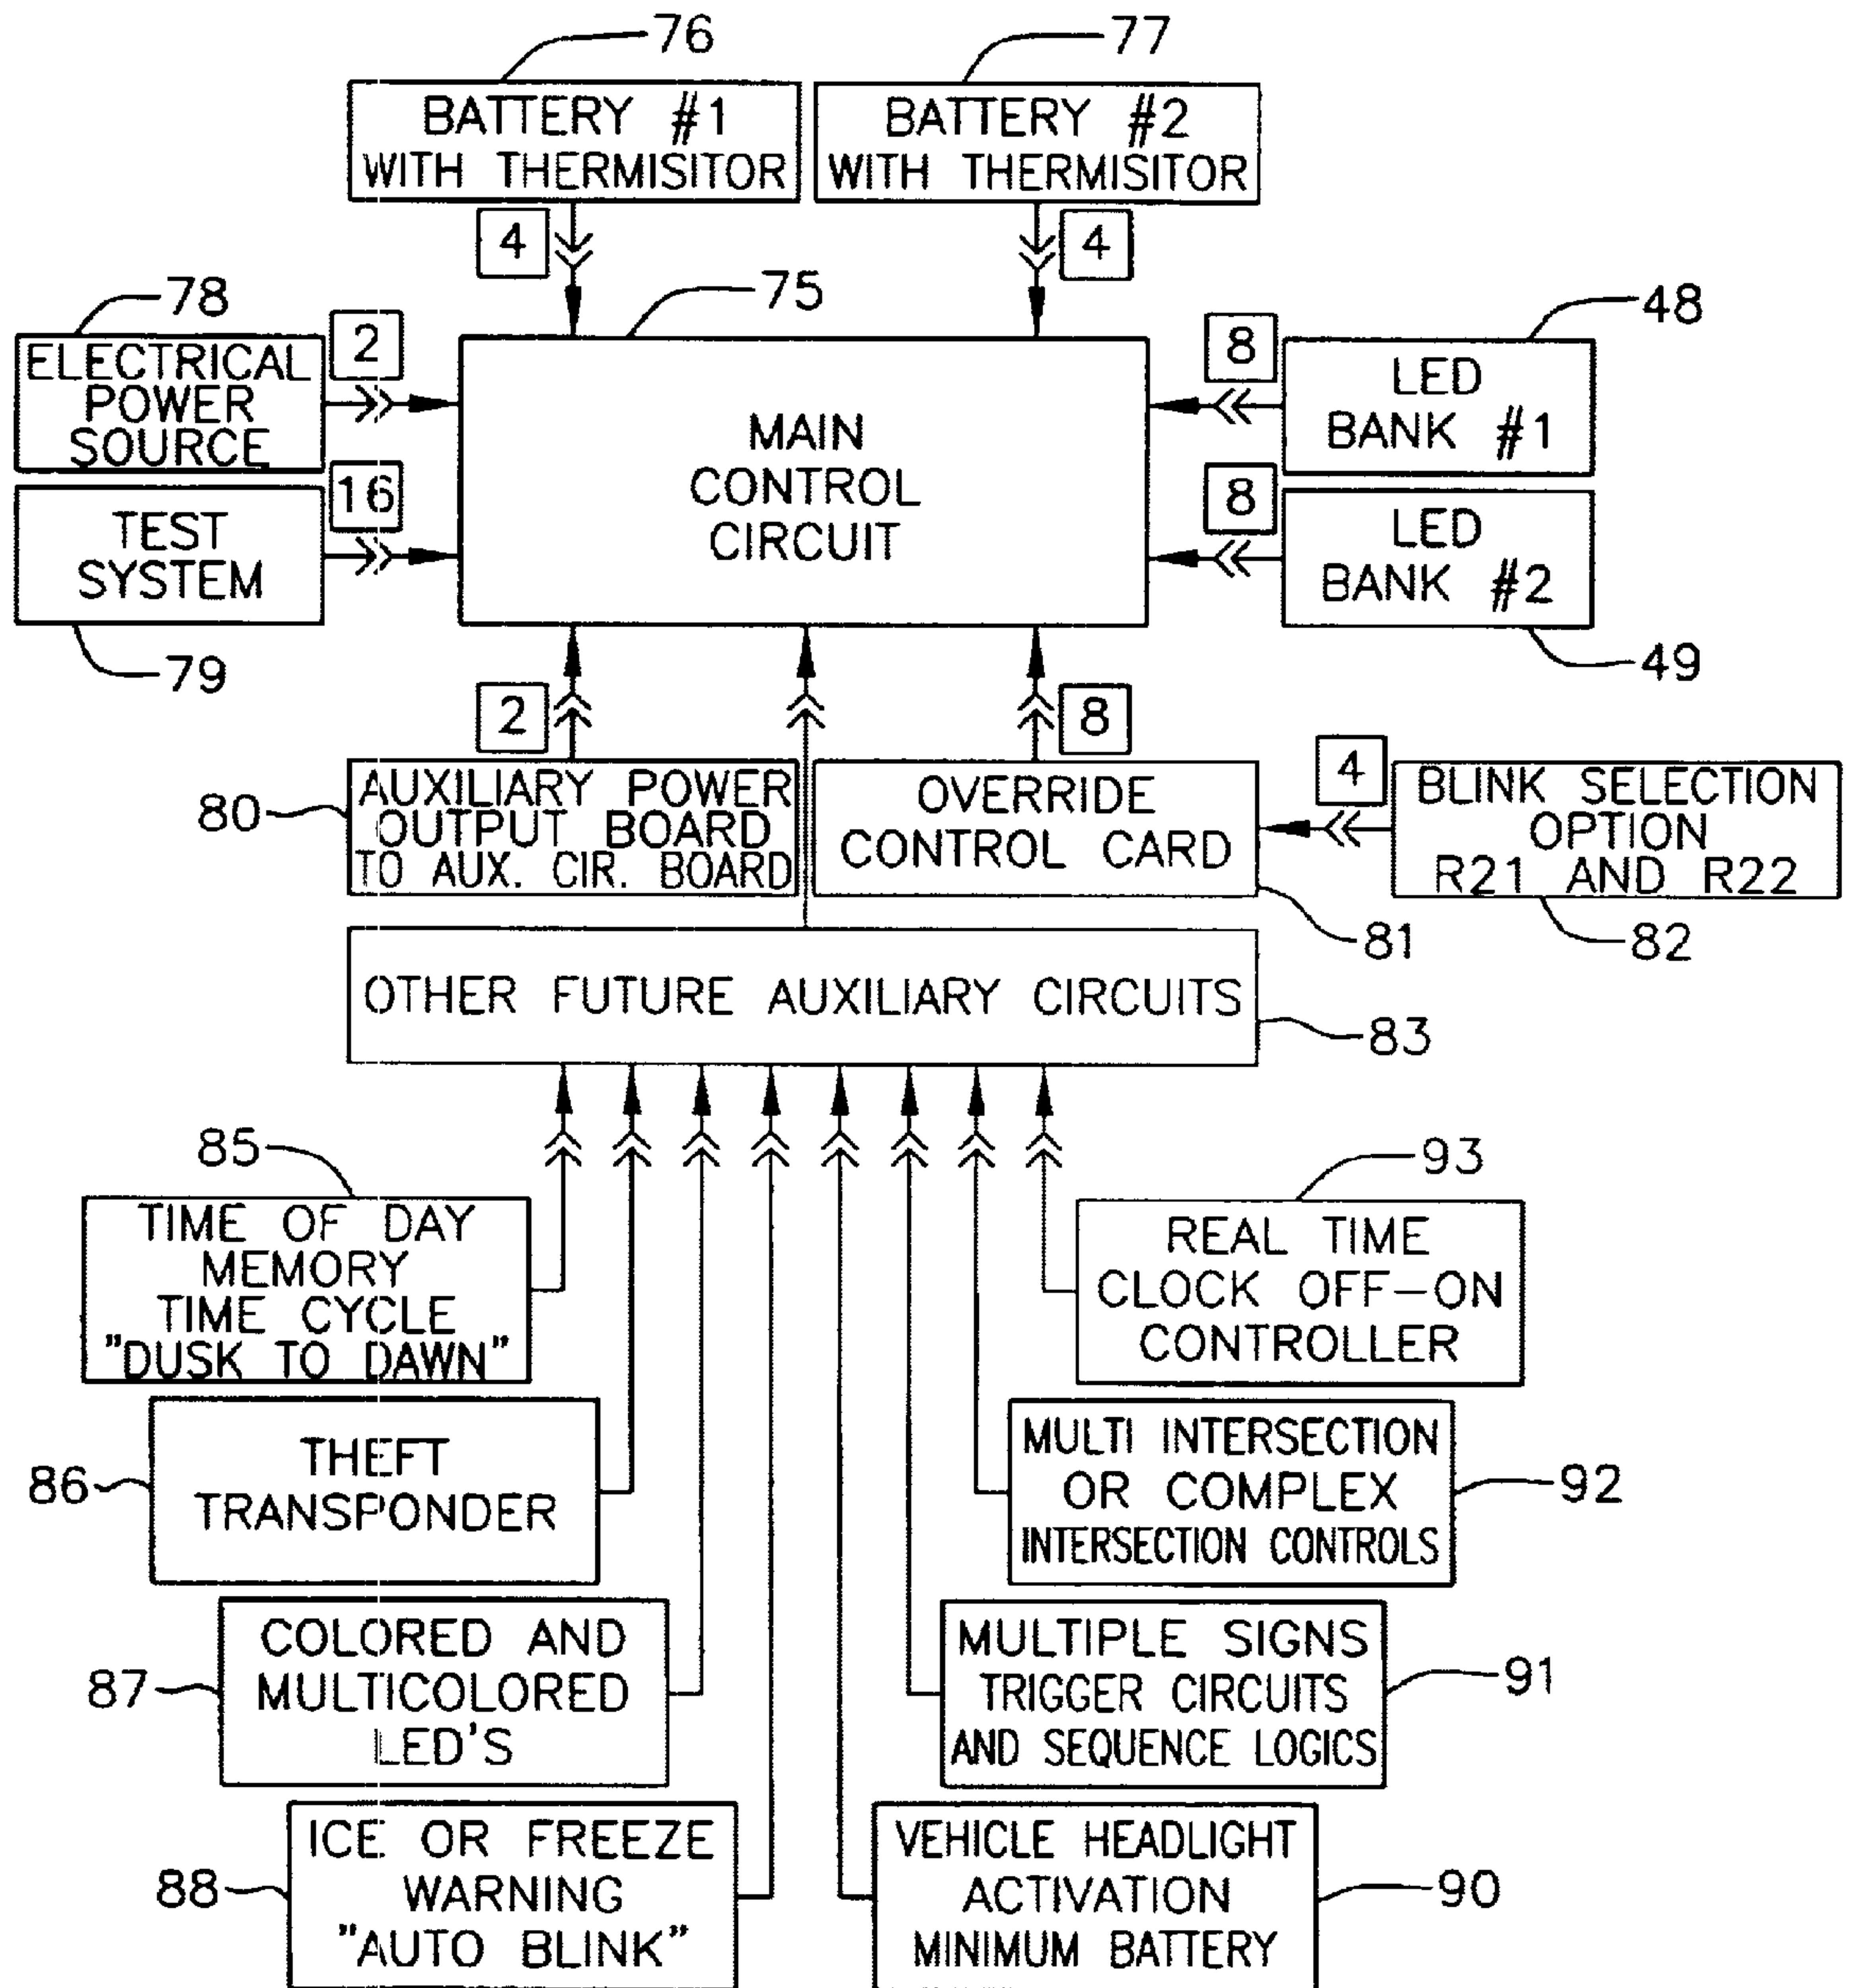 76
77
BATTERY #1
WITH THERMISITOR
BATTERY #2
WITH THERMISITOR
4
4
78
75
48
ELECTRICAL
POWER
SOURCE
2
8
LED
BANK #1
MAIN
CONTROL
CIRCUIT
TEST
SYSTEM
16
8
LED
BANK #2
79
49
2
8
80
AUXILIARY POWER
OUTPUT BOARD
TO AUX. CIR. BOARD
OVERRIDE
CONTROL CARD
4
BLINK SELECTION
OPTION
R21 AND R22
81
82
OTHER FUTURE AUXILIARY CIRCUITS
83
85
93
TIME OF DAY
MEMORY
TIME CYCLE
"DUSK TO DAWN"
REAL TIME
CLOCK OFF-ON
CONTROLLER
86
THEFT
TRANSPONDER
MULTI INTERSECTION
OR COMPLEX
INTERSECTION CONTROLS
92
87
COLORED AND
MULTICOLORED
LED'S
MULTIPLE SIGNS
TRIGGER CIRCUITS
AND SEQUENCE LOGICS
91
88
ICE OR FREEZE
WARNING
"AUTO BLINK"
VEHICLE HEADLIGHT
ACTIVATION
MINIMUM BATTERY
90